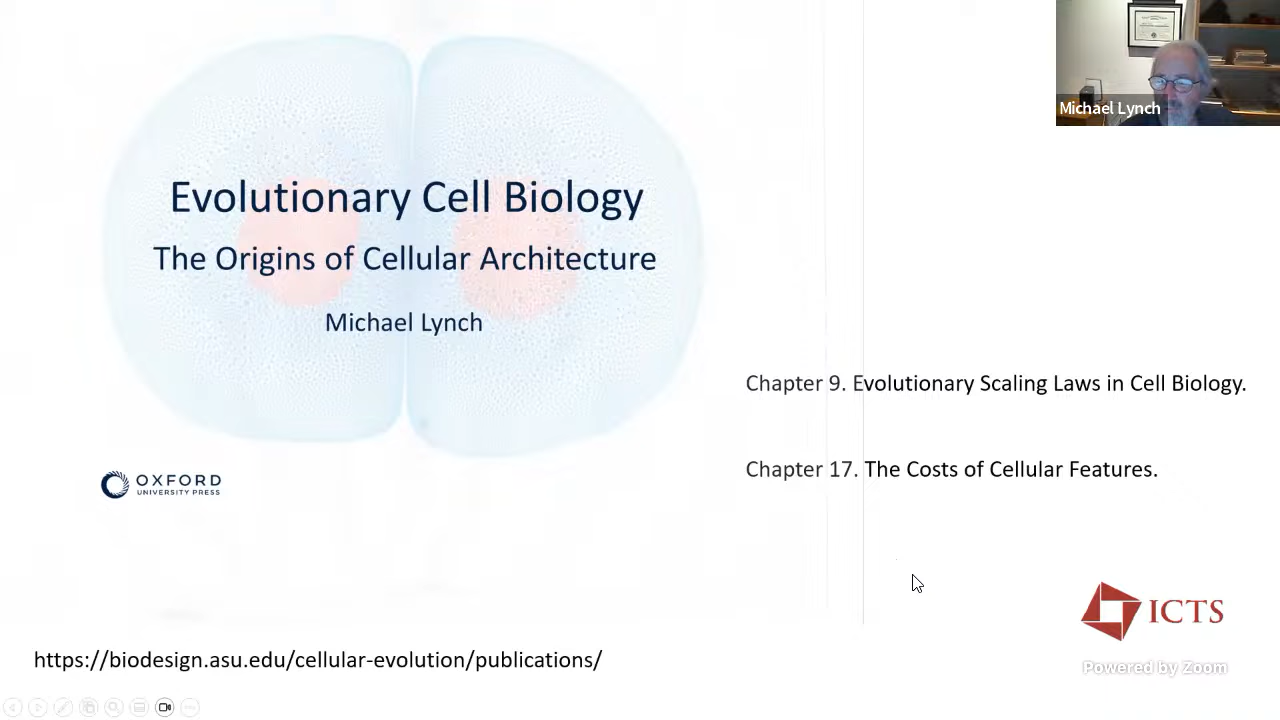 Michael Lynch
Evolutionary Cell Biology
The Origins of Cellular Architecture
Michael Lynch
Chapter 9. Evolutionary Scaling Laws in Cell Biology.
Chapter 17. The Costs of Cellular Features.
OXFORD
UNIVERSITY PRESS
ICTS
Powered by Zoom
https://biodesign.asu.edu/cellular-evolution/publications/